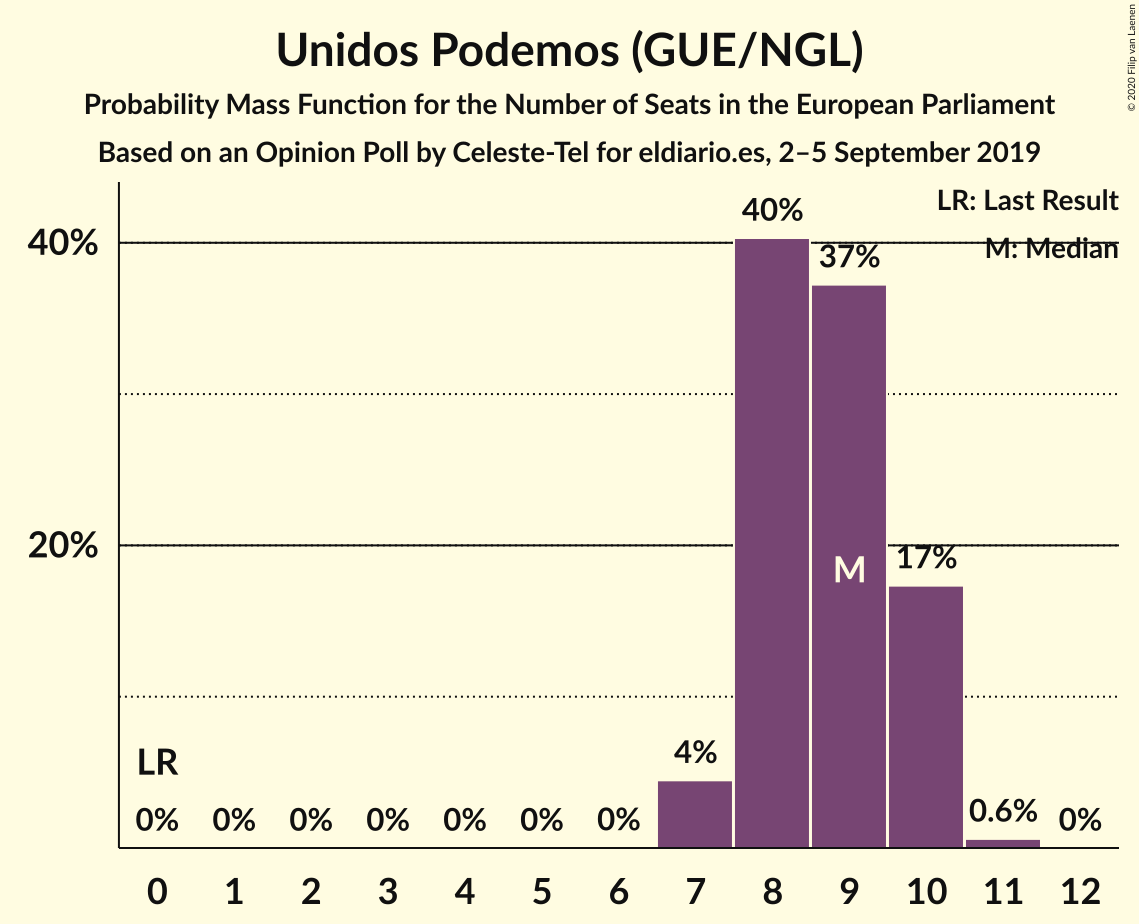 © 2020 Filip van Laenen
Unidos Podemos (GUE/NGL)
Probability Mass Function for the Number of Seats in the European Parliament
Based on an Opinion Poll by Celeste-Tel for eldiario.es, 2–5 September 2019
LR: Last Result
M: Median
40%
20%
40%
37%
M
17%
LR
4%
0% 0% 0% 0% 0% 0% 0% 0.6% 0%
0 1 2 3 4 5 6 7 8 9 10 11 12